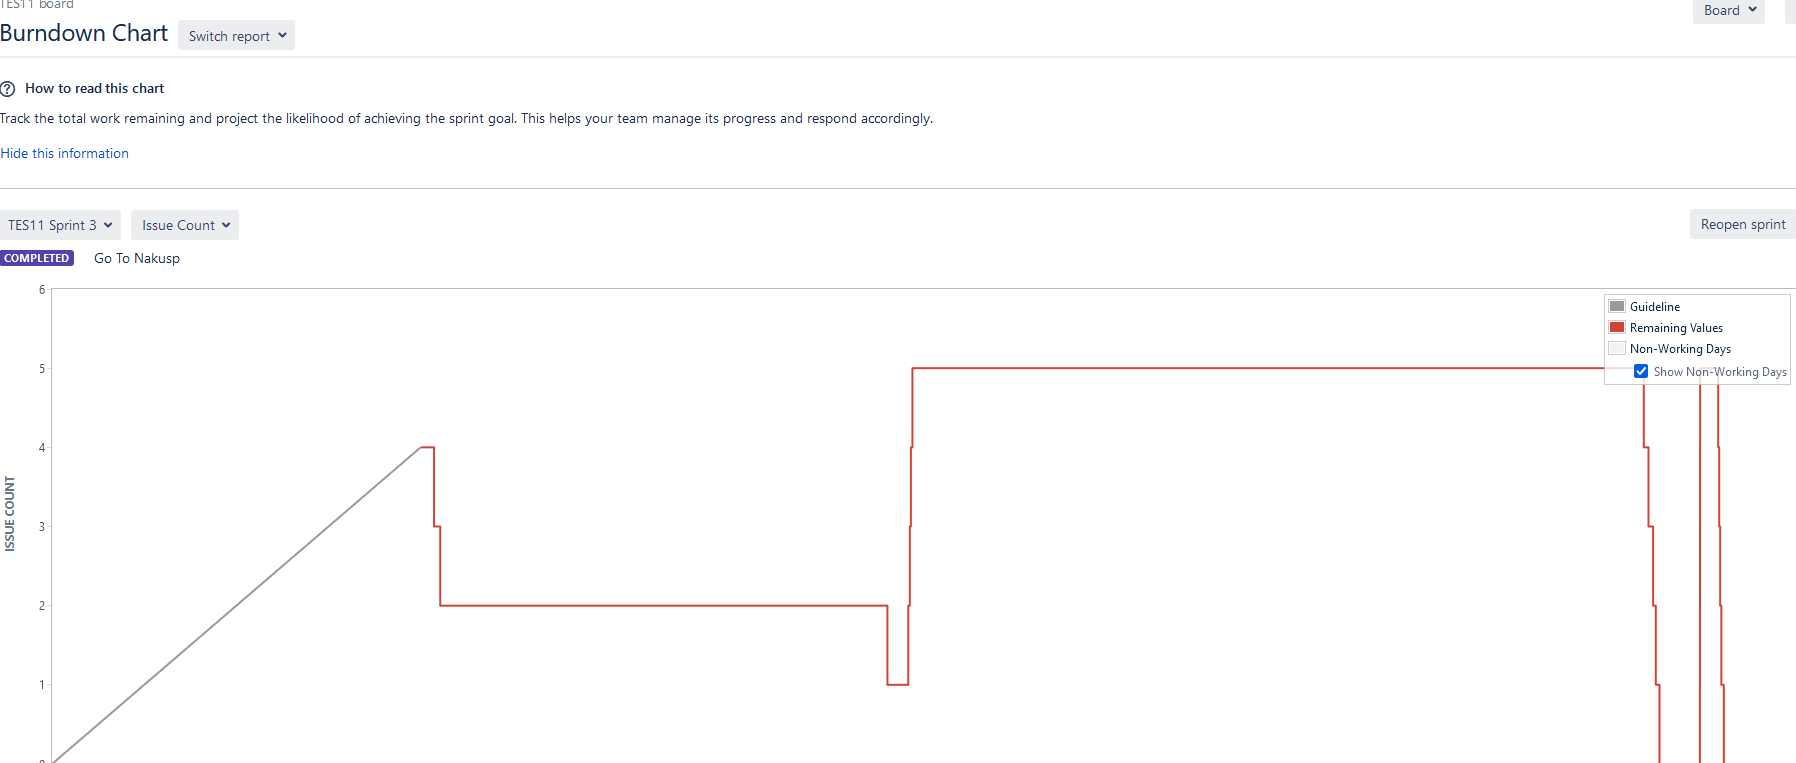 TES11 board
Board
Burndown Chart
Switch report
How to read this chart
Track the total work remaining and project the likelihood of achieving the sprint goal. This helps your team manage its progress and respond accordingly.
Hide this information
TES11 Sprint 3
Issue Count
Reopen sprint
COMPLETED
Go To Nakusp
6
Guideline
Remaining Values
Non-Working Days
Show Non-Working Days
5
4
3
2
1
0
ISSUE COUNT